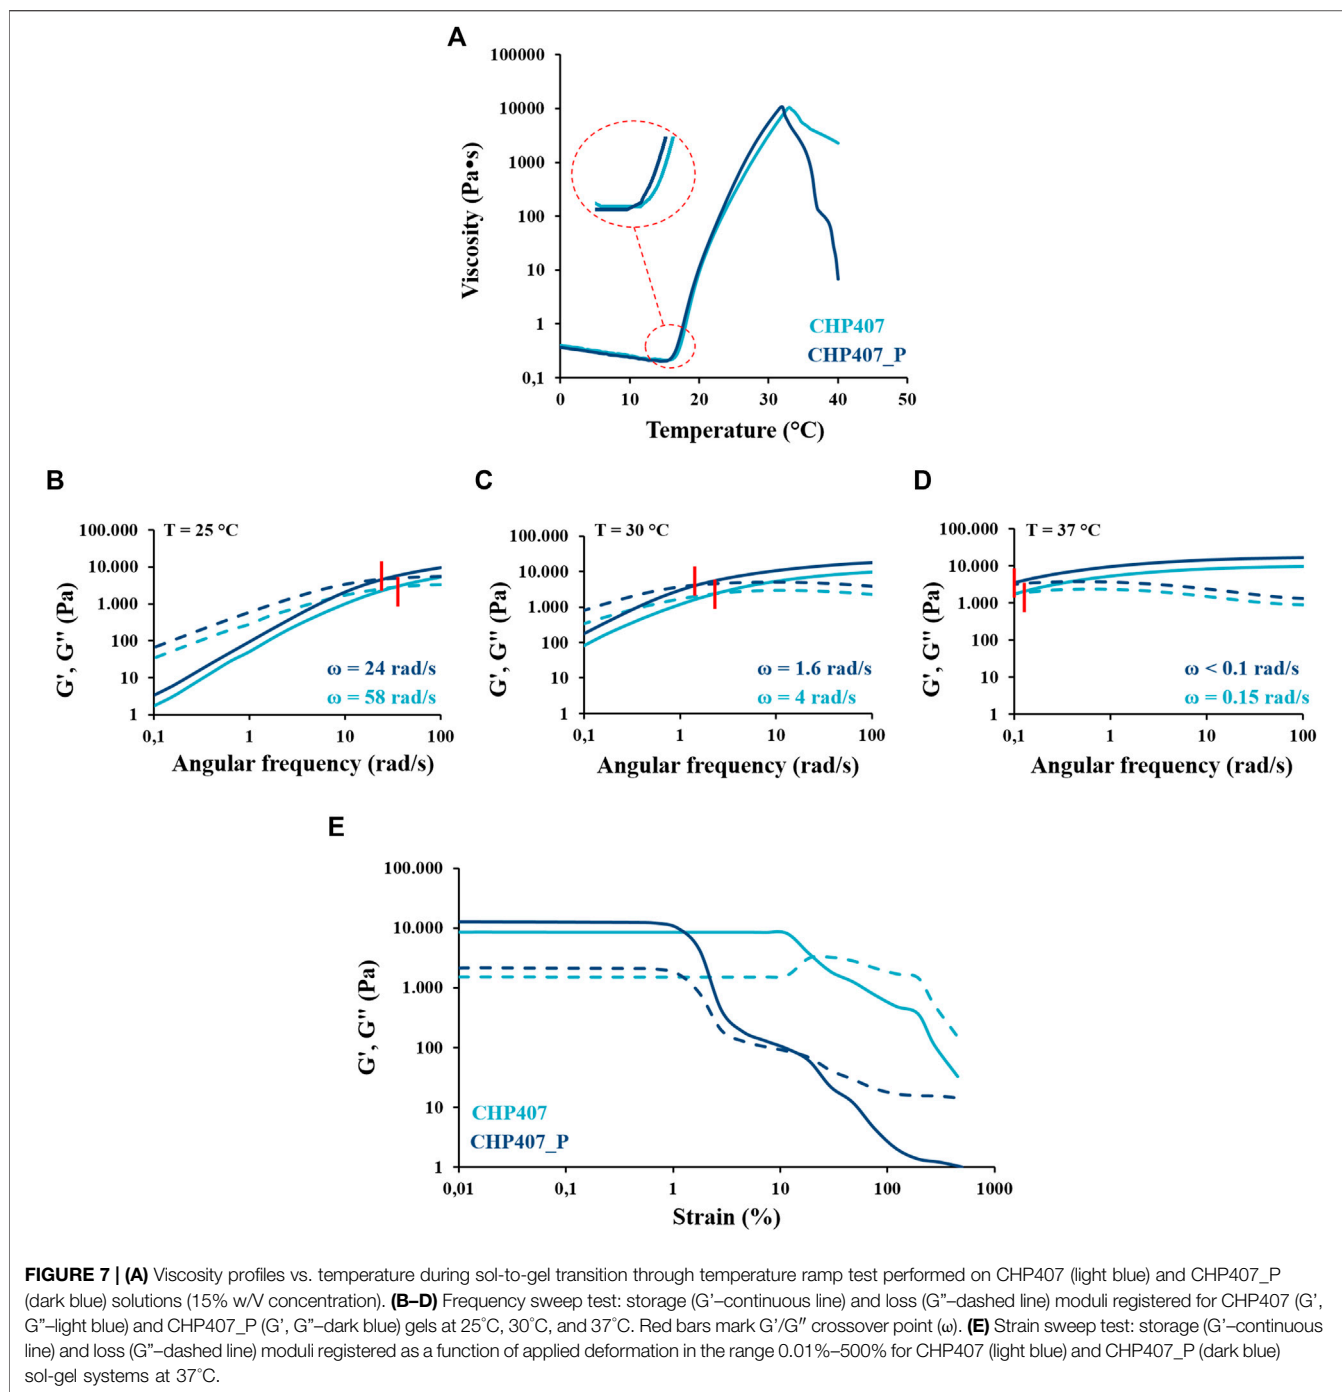 A
Viscosity (Pa•s)
100.000
10000
1000
100
10
1
0,1
0 10 20 30 40 50
Temperature (°C)
CHP407
CHP407_P
B
G', G" (Pa)
T = 25 °C
100.000
10.000
1.000
100
10
1
0,1 1 10 100
Angular frequency (rad/s)
ω = 24 rad/s
ω = 58 rad/s
C
G', G" (Pa)
T = 30 °C
100.000
10.000
1.000
100
10
1
0,1 1 10 100
Angular frequency (rad/s)
ω = 1.6 rad/s
ω = 4 rad/s
D
G', G" (Pa)
T = 37 °C
100.000
10.000
1.000
100
10
1
0,1 1 10 100
Angular frequency (rad/s)
ω < 0.1 rad/s
ω = 0.15 rad/s
E
G', G" (Pa)
100.000
10.000
1.000
100
10
1
0,01 0,1 1 10 100 1000
Strain (%)
CHP407
CHP407_P
FIGURE 7 | (A) Viscosity profiles vs. temperature during sol-to-gel transition through temperature ramp test performed on CHP407 (light blue) and CHP407_P
(dark blue) solutions (15% w/V concentration). (B–D) Frequency sweep test: storage (G'–continuous line) and loss (G"–dashed line) moduli registered for CHP407 (G',
G"–light blue) and CHP407_P (G', G"–dark blue) gels at 25°C, 30°C, and 37°C. Red bars mark G'/G″ crossover point (ω). (E) Strain sweep test: storage (G'–continuous
line) and loss (G"–dashed line) moduli registered as a function of applied deformation in the range 0.01%–500% for CHP407 (light blue) and CHP407_P (dark blue)
sol-gel systems at 37°C.